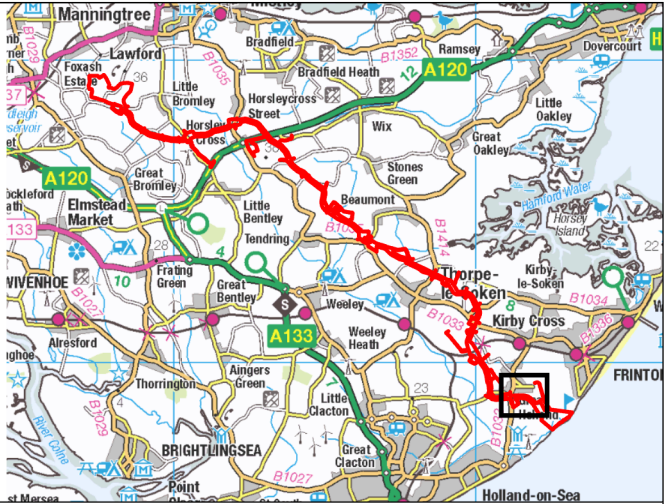 Manningtree
Bradfield
Ramsey
Dovercourt
B1352
B1029
Lawford
Foxash
Estate
36
B1035
Bradfield Heath
12
A120
Little
Bromley
Horsleycross
Street
Little
Oakley
Horsley
Cross
Wix
Great
Oakley
A120
Great
Bromley
Stones
Green
Hamford Water
Elmstead
Market
Little
Bentley
Beaumont
Horsey
Island
22
133
Tendring
B1414
28
4
Frating
Green
10
Great
Bentley
Thorpe-
le-Soken
Kirby-
le-Soken
WIVENHOE
B1027
S
Weeley
8
B1034
B1033
Kirby Cross
B1336
A133
Alresford
Weeley
Heath
FRINTON
Thorrington
Aingers
Green
7
23
B1029
4
Little
Clacton
River Colne
BRIGHTLINGSEA
Great
Clacton
B1027
Point
Holland-on-Sea